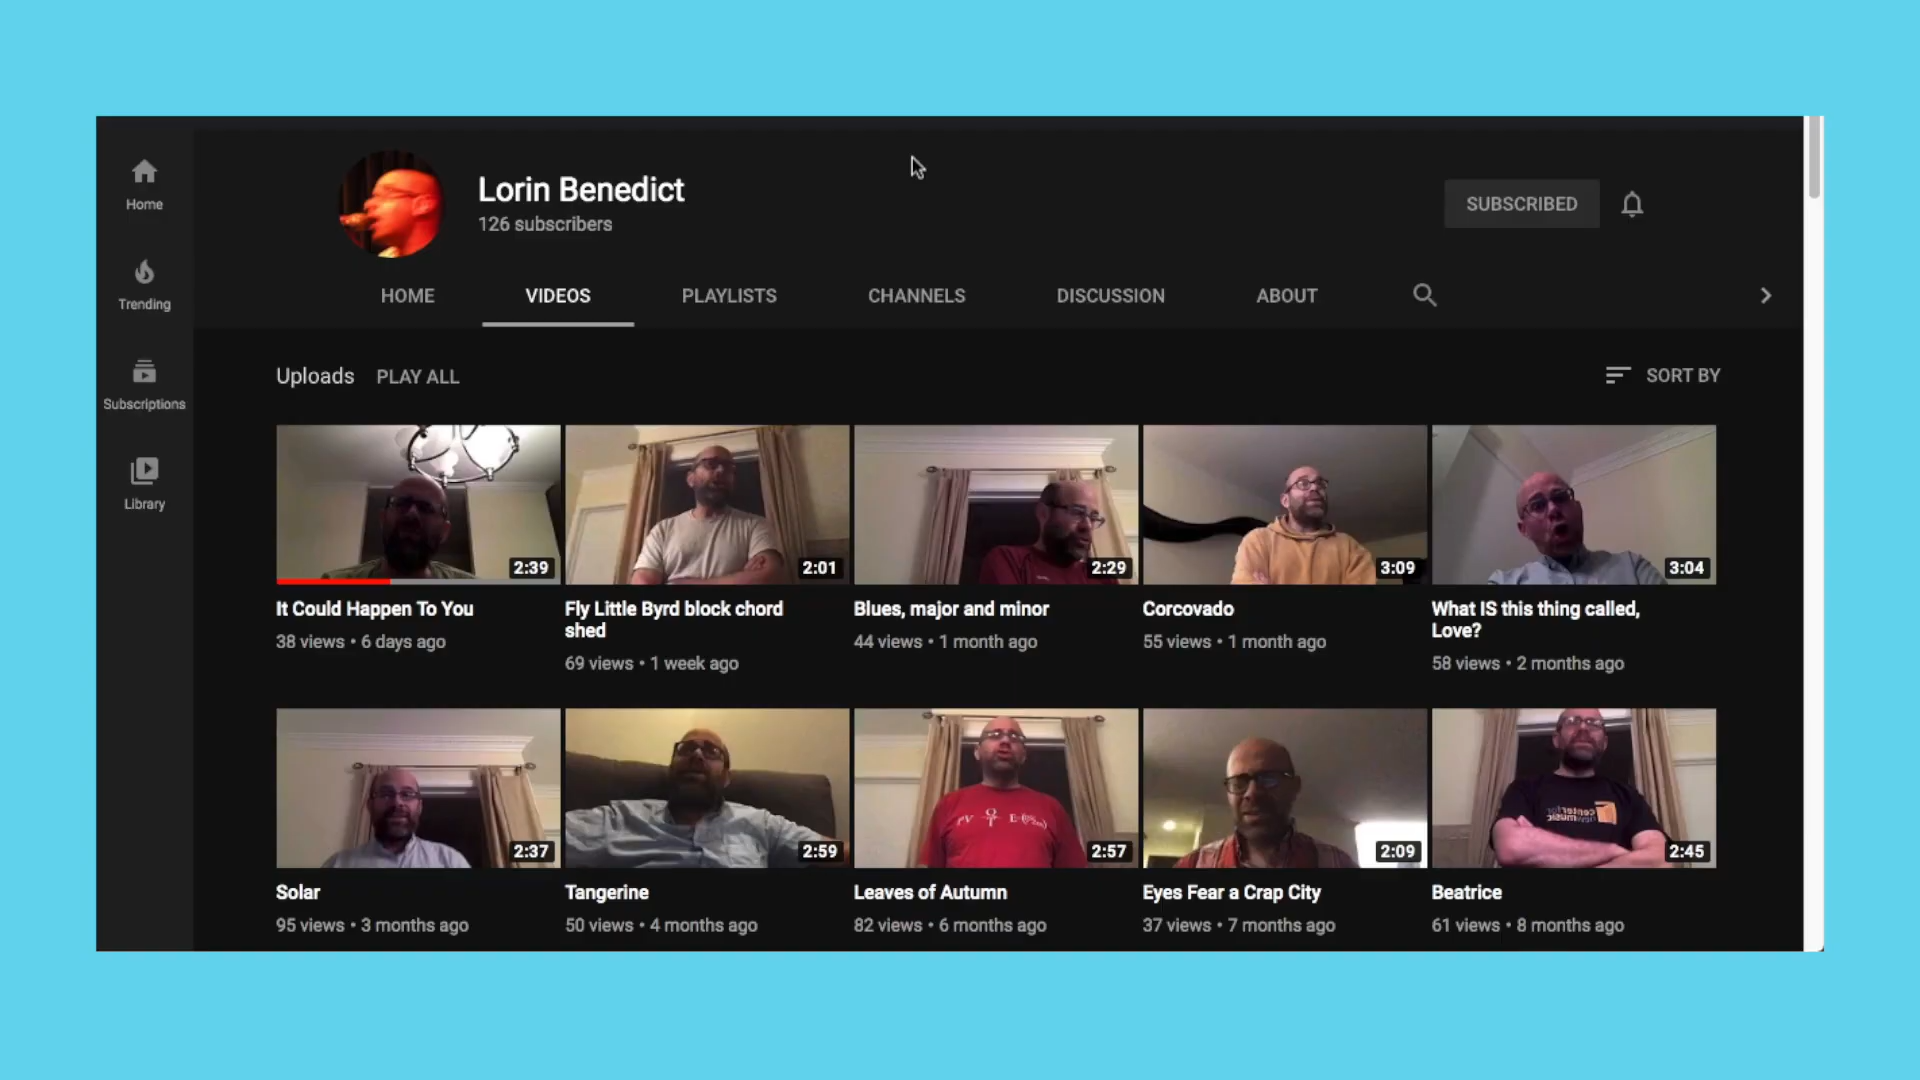 Lorin Benedict
126 subscribers
SUBSCRIBED
Home
Trending
Subscriptions
Library
HOME
VIDEOS
PLAYLISTS
CHANNELS
DISCUSSION
ABOUT
Uploads
PLAY ALL
SORT BY
2:39
2:01
2:29
3:09
3:04
It Could Happen To You
38 views • 6 days ago
Fly Little Byrd block chord
shed
69 views • 1 week ago
Blues, major and minor
44 views • 1 month ago
Corcovado
55 views • 1 month ago
What IS this thing called,
Love?
58 views • 2 months ago
2:37
2:59
2:57
2:09
center for
new music
2:45
Solar
95 views • 3 months ago
Tangerine
50 views • 4 months ago
Leaves of Autumn
82 views • 6 months ago
Eyes Fear a Crap City
37 views • 7 months ago
Beatrice
61 views • 8 months ago